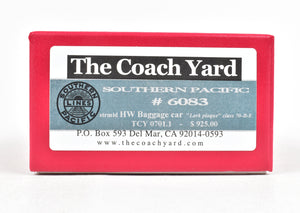 The Coach Yard
SOUTHERN LINES PACIFIC
SOUTHERN PACIFIC
# 6083
HW Baggage car "Lark plaque" class 70-B-8
TCY 0701.1 - $ 925.00
P.O. Box 593 Del Mar, CA 92014-0593
www.thecoachyard.com